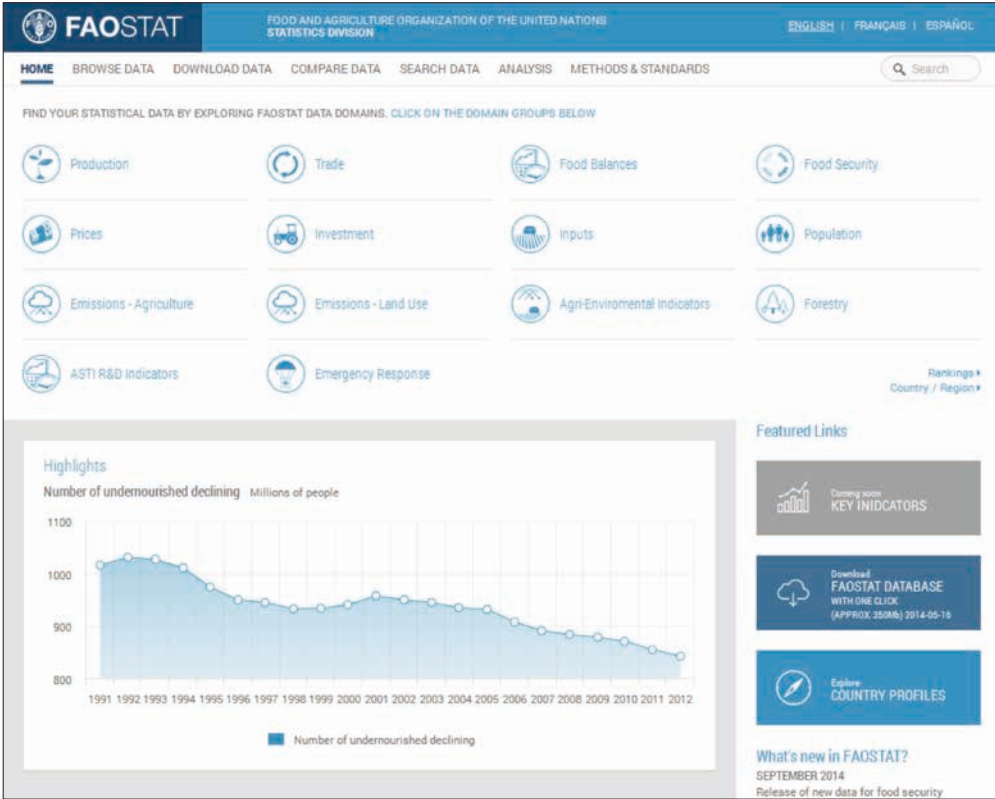 FAOSTAT
FOOD AND AGRICULTURE ORGANIZATION OF THE UNITED NATIONS
STATISTICS DIVISION
ENGLISH | FRANÇAIS | ESPAÑOL
HOME BROWSE DATA DOWNLOAD DATA COMPARE DATA SEARCH DATA ANALYSIS METHODS & STANDARDS
Search
FIND YOUR STATISTICAL DATA BY EXPLORING FAOSTAT DATA DOMAINS. CLICK ON THE DOMAIN GROUPS BELOW
Production
Trade
Food Balances
Food Security
Prices
Investment
Inputs
Population
Emissions - Agriculture
Emissions - Land Use
Agri-Enviromental Indicators
Forestry
ASTI R&D Indicators
Emergency Response
Rankings
Country / Region
Highlights
Number of undernourished declining Millions of people
1100
1000
900
800
1991 1992 1993 1994 1995 1996 1997 1998 1999 2000 2001 2002 2003 2004 2005 2006 2007 2008 2009 2010 2011 2012
Number of undernourished declining
Featured Links
Coming soon
KEY INIDCATORS
Download
FAOSTAT DATABASE
WITH ONE CLICK
(APPROX 350Mb) 2014-05-16
Explore
COUNTRY PROFILES
What's new in FAOSTAT?
SEPTEMBER 2014
Release of new data for food security